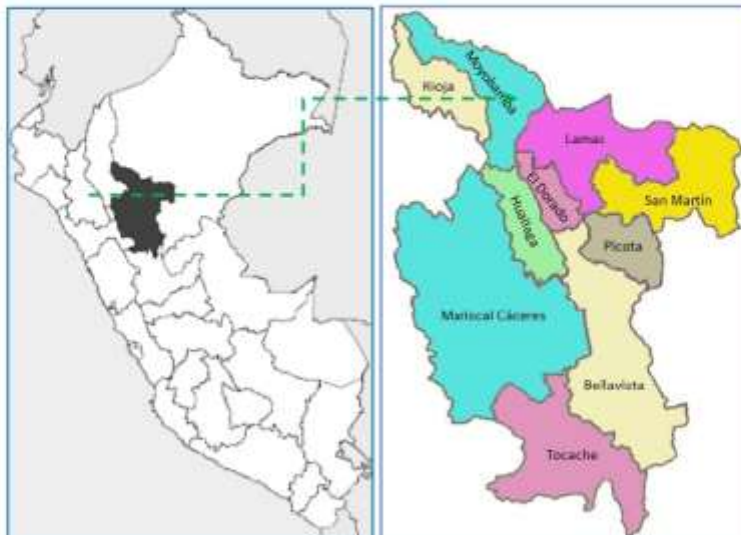 Rioja
Moyobamba
Lamas
San Martín
El Dorado
Huallaga
Picota
Mariscal Cáceres
Bellavista
Tocache